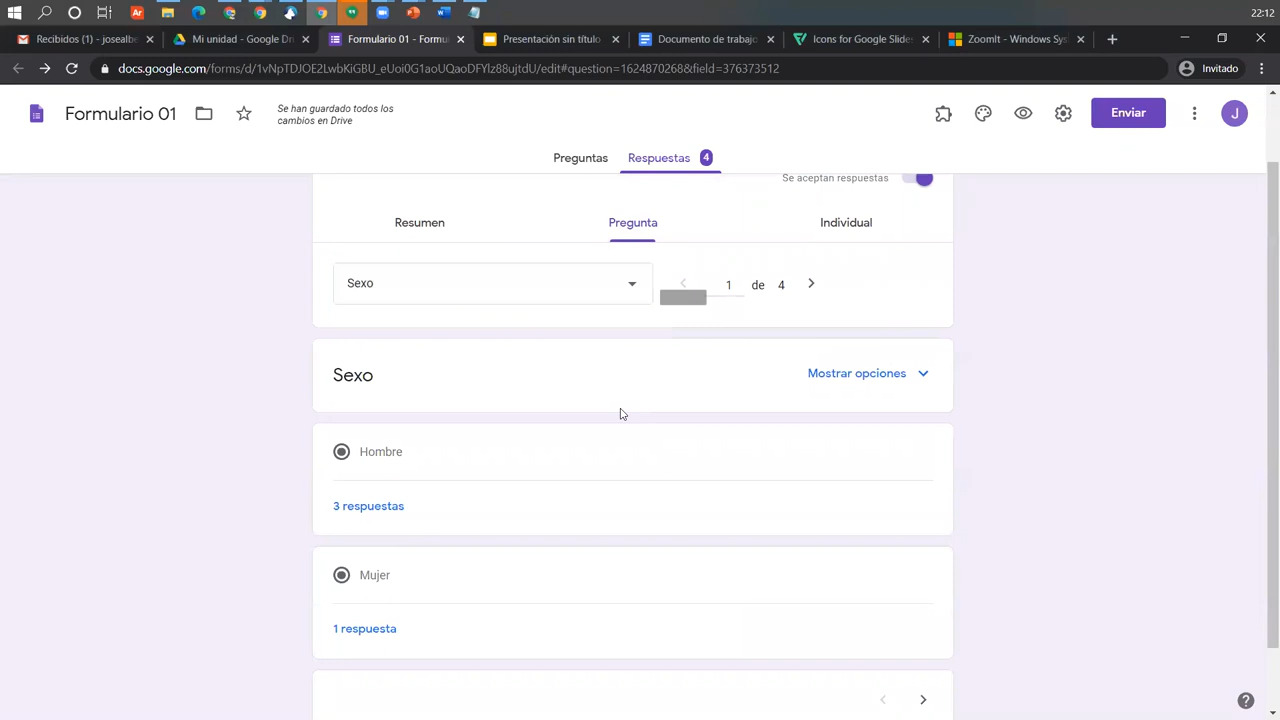 22:12
Recibidos (1) - josealbe
Mi unidad - Google Dri
Formulario 01 - Formu
Presentación sin título
Documento de trabajo
Icons for Google Slides
ZoomIt - Windows Sys
docs.google.com/forms/d/1vNpTDJOE2LwbKiGBU_eUoi0G1aoUQaoDFYlz88ujtdU/edit#question=1624870268&field=376373512
Invitado
Formulario 01
Se han guardado todos los
cambios en Drive
Enviar
J
Preguntas
Respuestas 4
Se aceptan respuestas
Resumen
Pregunta
Individual
Sexo
1 de 4
Sexo
Mostrar opciones
Hombre
3 respuestas
Mujer
1 respuesta